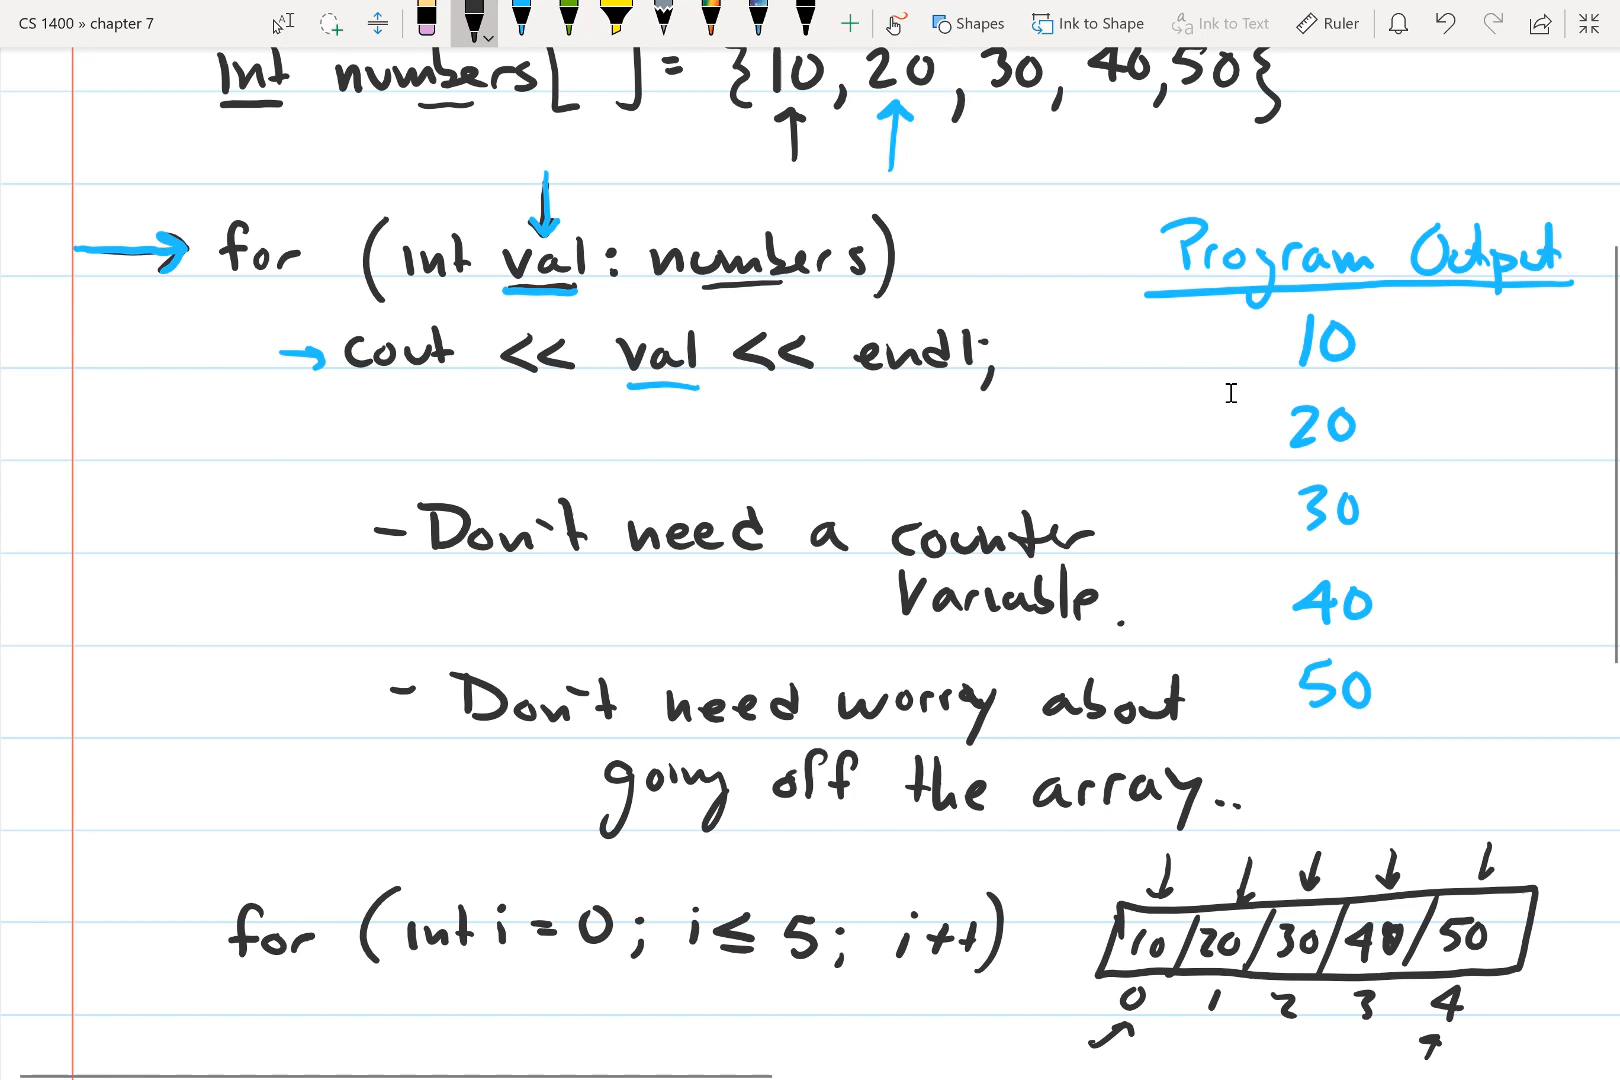 CS 1400 » chapter 7
Shapes
Ink to Shape
Ink to Text
Ruler
Int numbers[ ] = {10, 20, 30, 40, 50}
for (int val : numbers)
cout << val << endl;
Program Output
10
20
30
40
50
- Don't need a counter
variable.
- Don't need worry about
going off the array..
for (int i = 0; i ≤ 5; i++)
10 20 30 40 50
0 1 2 3 4